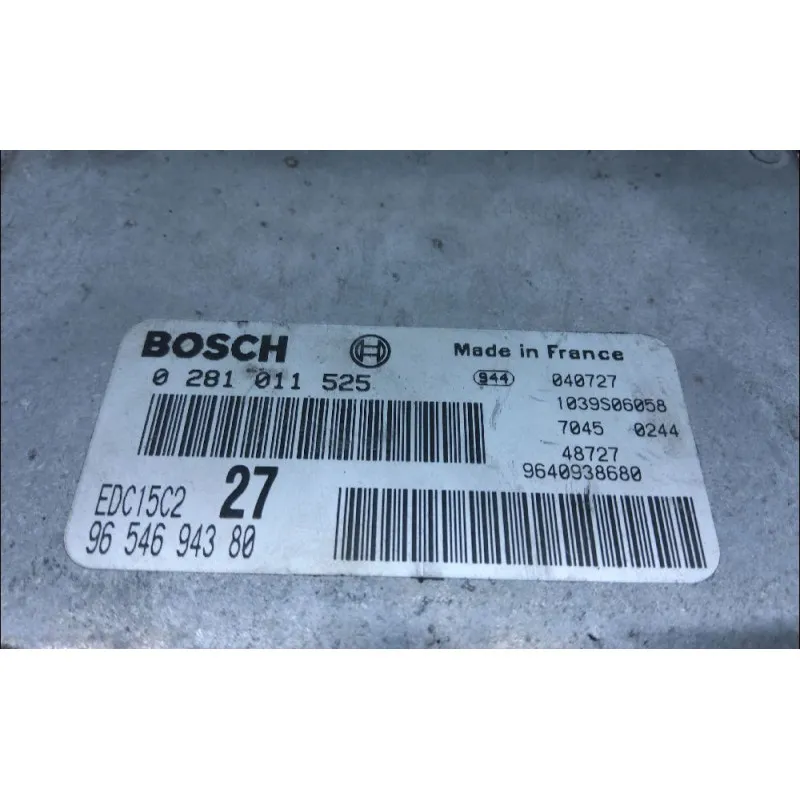 BOSCH
Made in France
0 281 011 525
944 040727
1039S06058
7045 0244
48727
9640938680
EDC15C2 27
96 546 943 80